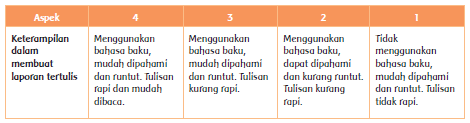 Aspek 4 3 2 1
Keterampilan Menggunakan Menggunakan Menggunakan Tidak
dalam bahasa baku, bahasa baku, bahasa baku, menggunakan
membuat mudah dipahami mudah dipahami dapat dipahami bahasa baku,
laporan tertulis dan runtut. Tulisan dan runtut. Tulisan dan kurang runtut. mudah dipahami
rapi dan mudah kurang rapi. Tulisan kurang dan runtut.
dibaca. rapi. Tulisan
tidak rapi.